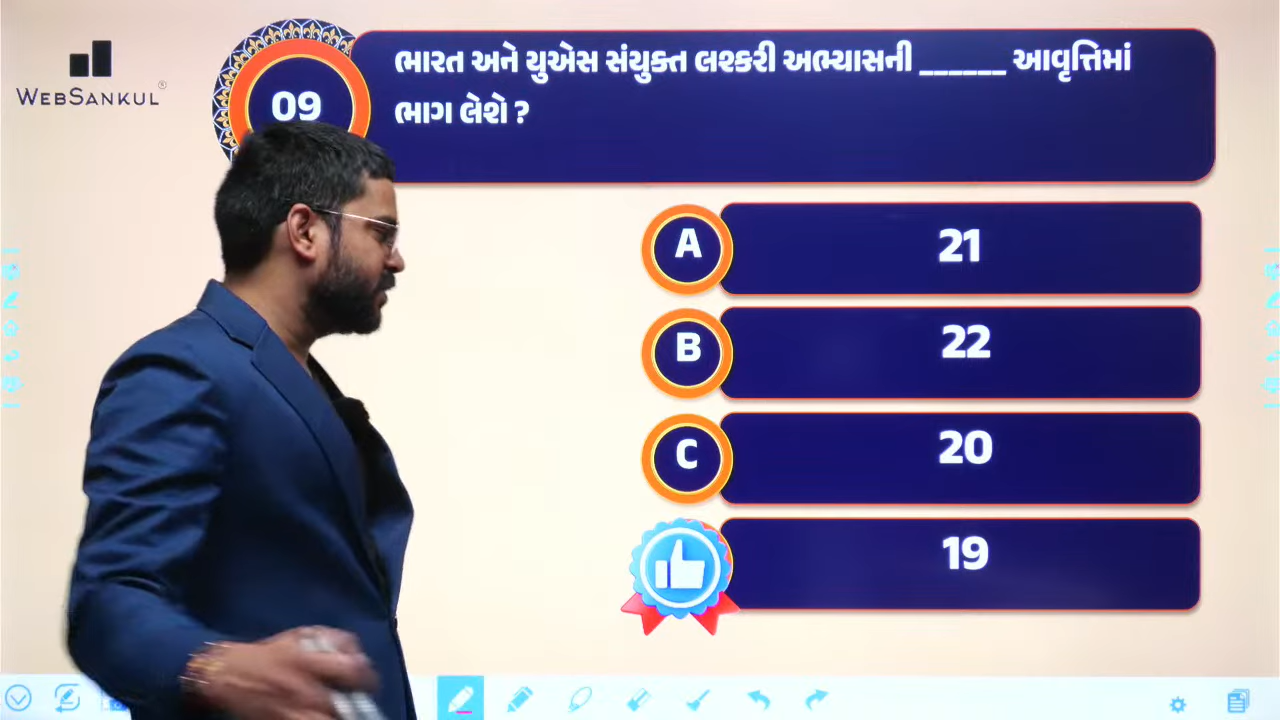 WEBSANKUL®
09
ભારત અને યુએસ સંયુક્ત લશ્કરી અભ્યાસની ______ આવૃત્તિમાં
ભાગ લેશે ?
A
21
B
22
C
20
19